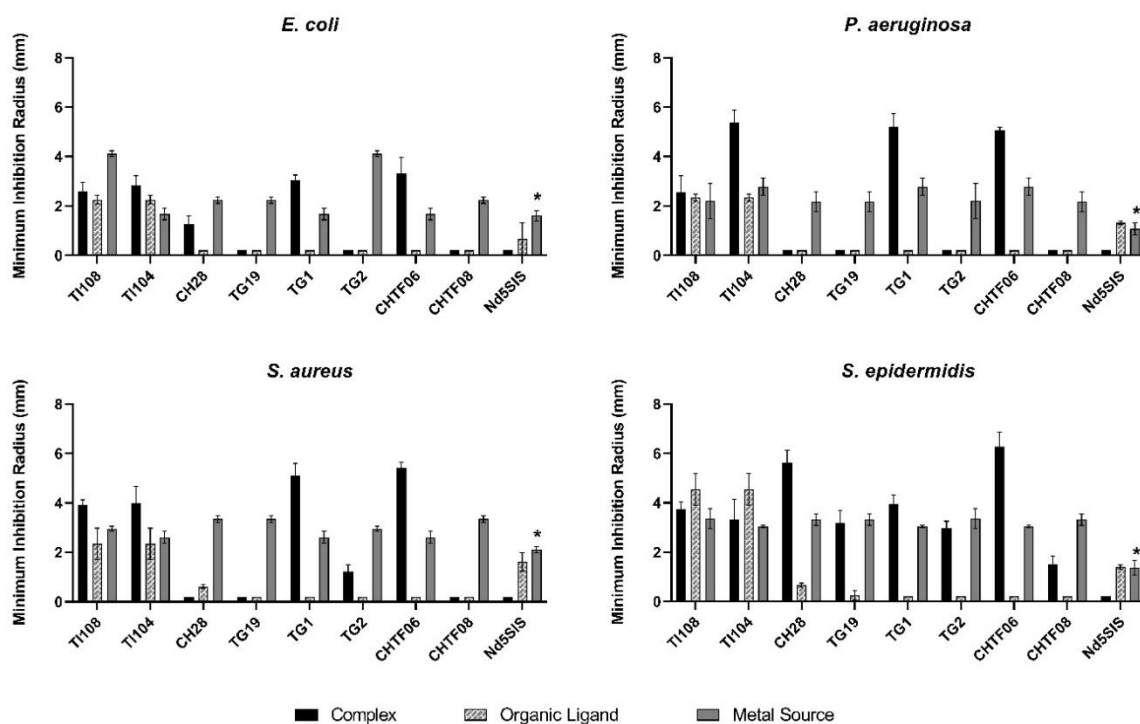 E. coli
Minimum Inhibition Radius (mm)
8
6
4
2
0
*
TI108
TI104
CH28
TG19
TG1
TG2
CHTF06
CHTF08
Nd5SIS
P. aeruginosa
Minimum Inhibition Radius (mm)
8
6
4
2
0
*
TI108
TI104
CH28
TG19
TG1
TG2
CHTF06
CHTF08
Nd5SIS
S. aureus
Minimum Inhibition Radius (mm)
8
6
4
2
0
*
TI108
TI104
CH28
TG19
TG1
TG2
CHTF06
CHTF08
Nd5SIS
S. epidermidis
Minimum Inhibition Radius (mm)
8
6
4
2
0
*
TI108
TI104
CH28
TG19
TG1
TG2
CHTF06
CHTF08
Nd5SIS
Complex
Organic Ligand
Metal Source